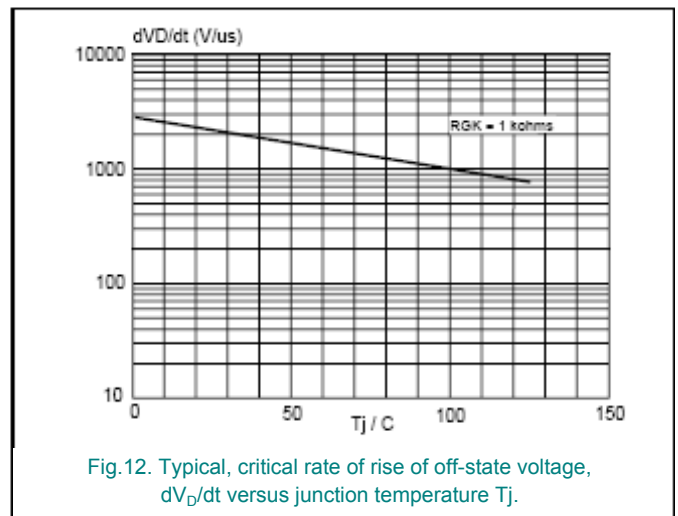 dVD/dt (V/us)
10000
RGK = 1 kohms
1000
100
10
0
50
100
150
Tj / C
Fig.12. Typical, critical rate of rise of off-state voltage,
dVD/dt versus junction temperature Tj.